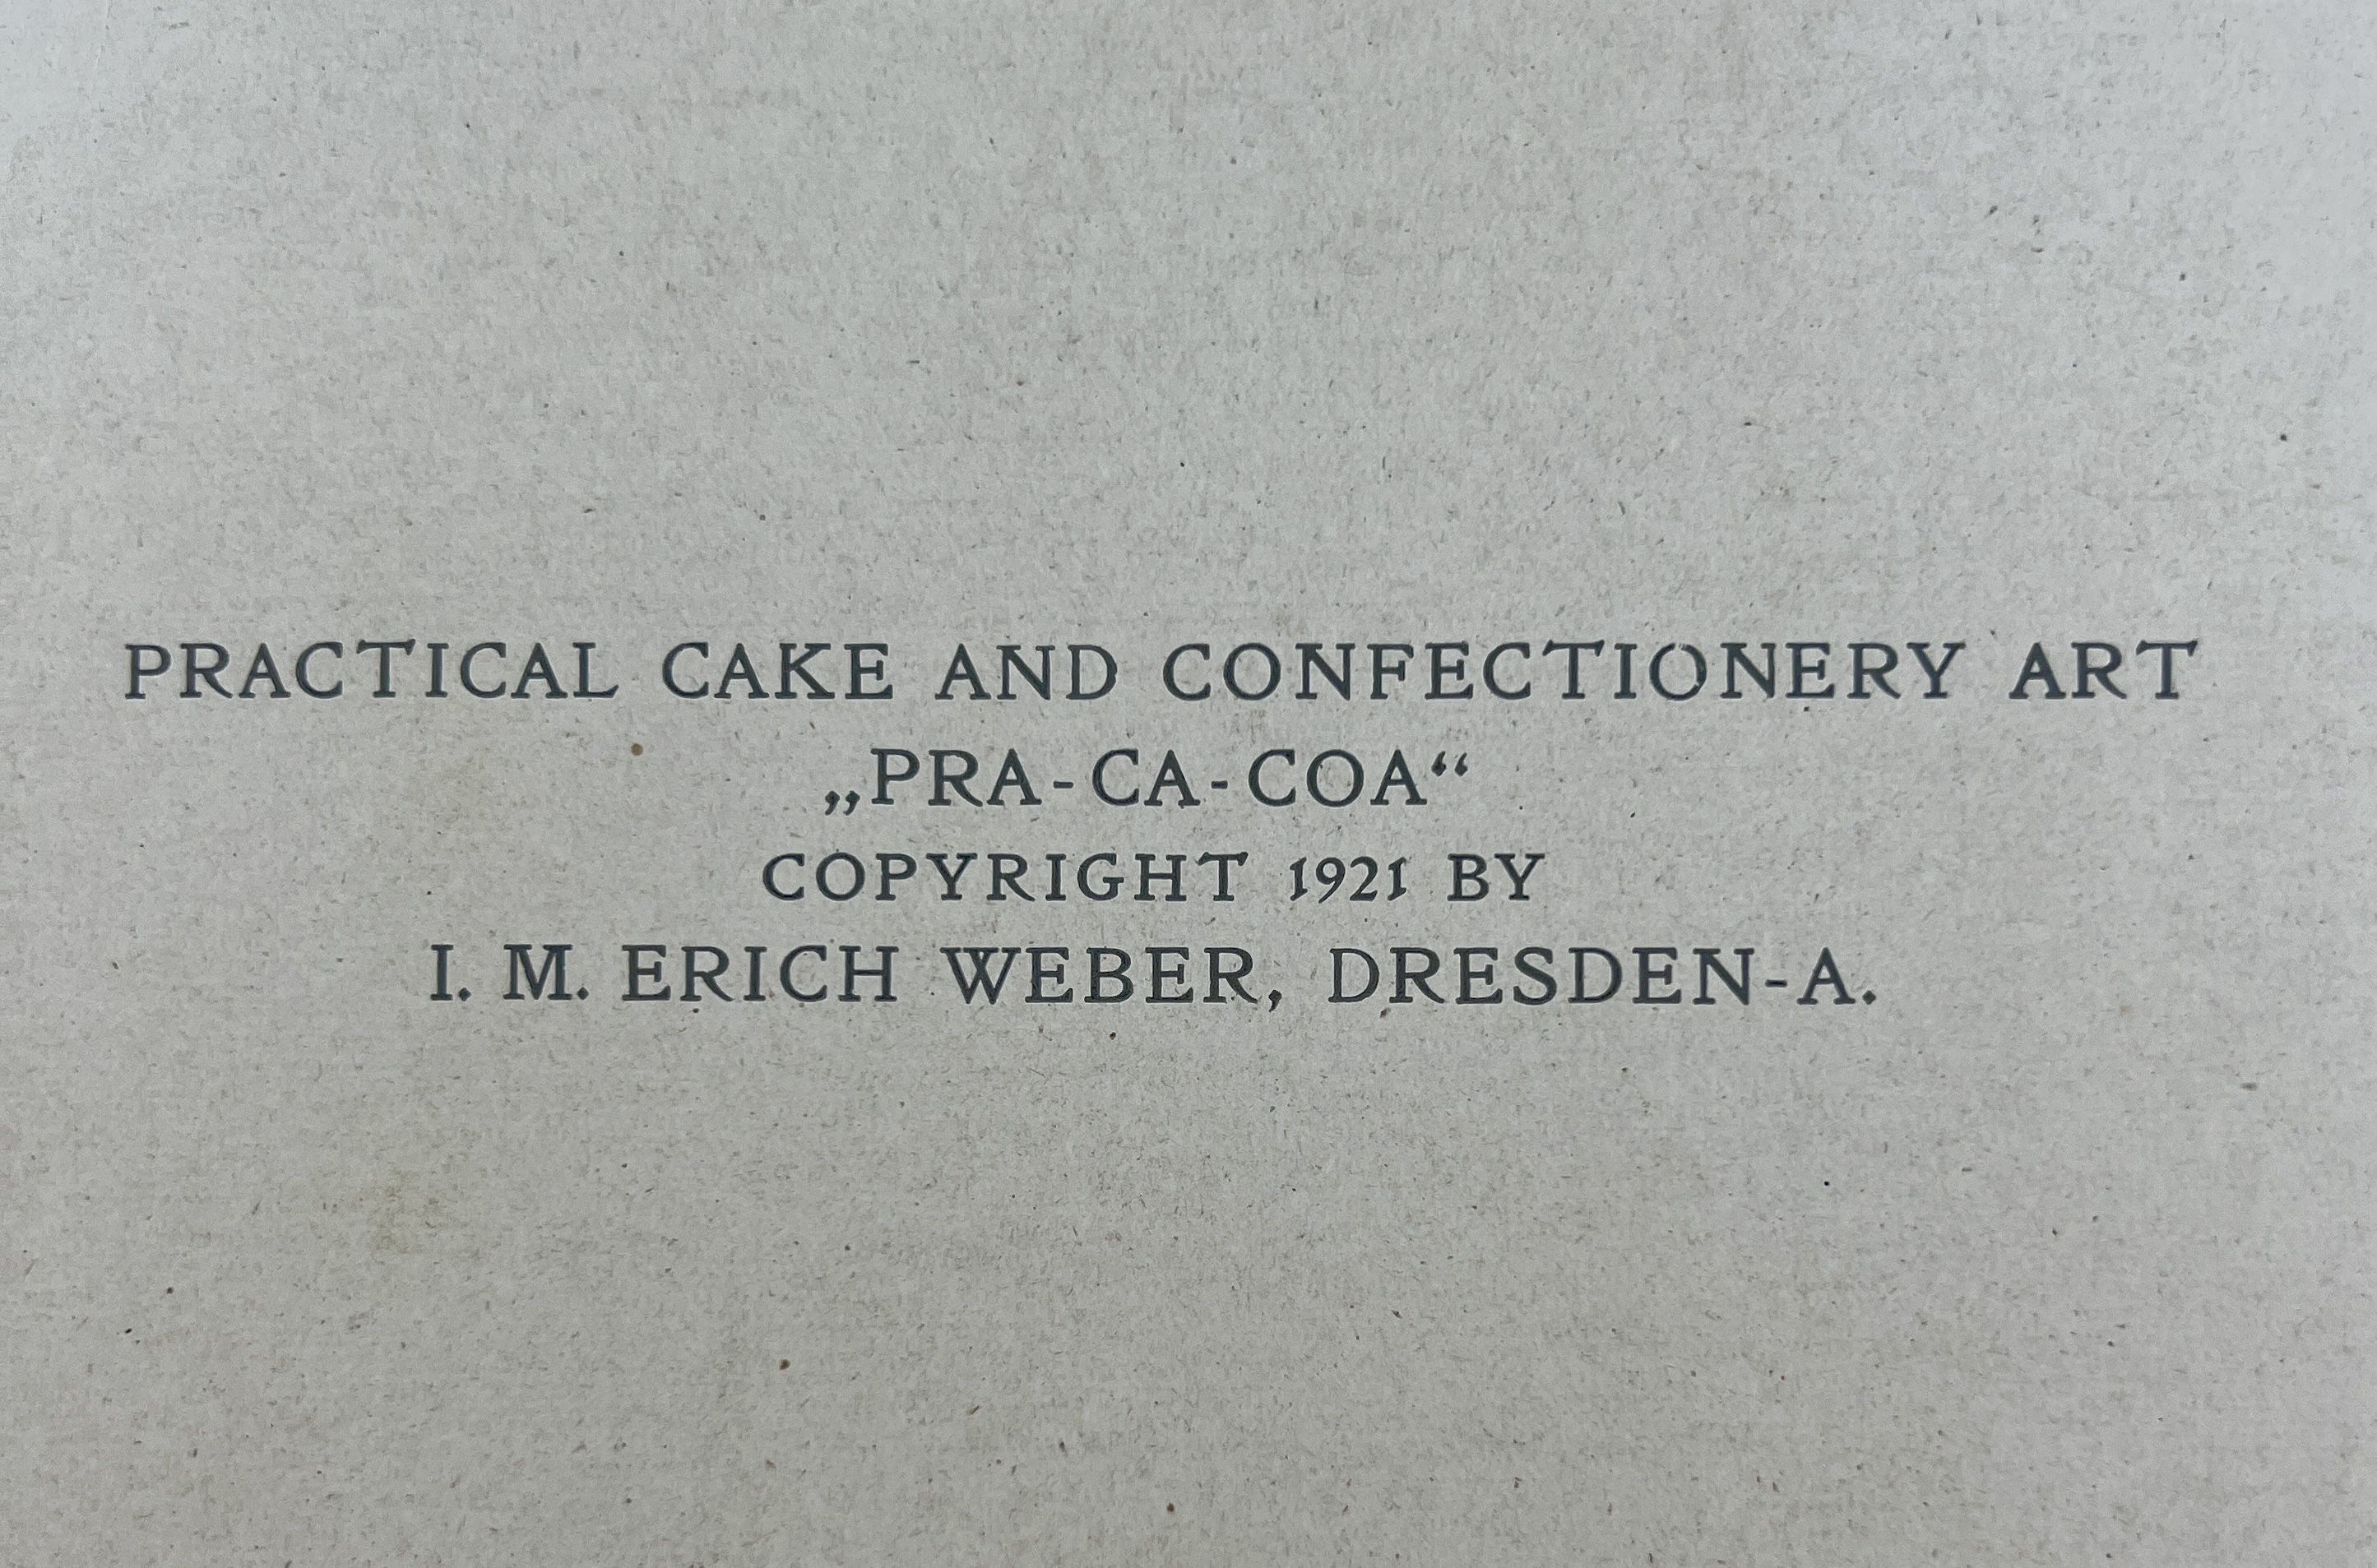 PRACTICAL CAKE AND CONFECTIONERY ART
„PRA-CA-COA“
COPYRIGHT 1921 BY
I. M. ERICH WEBER, DRESDEN-A.